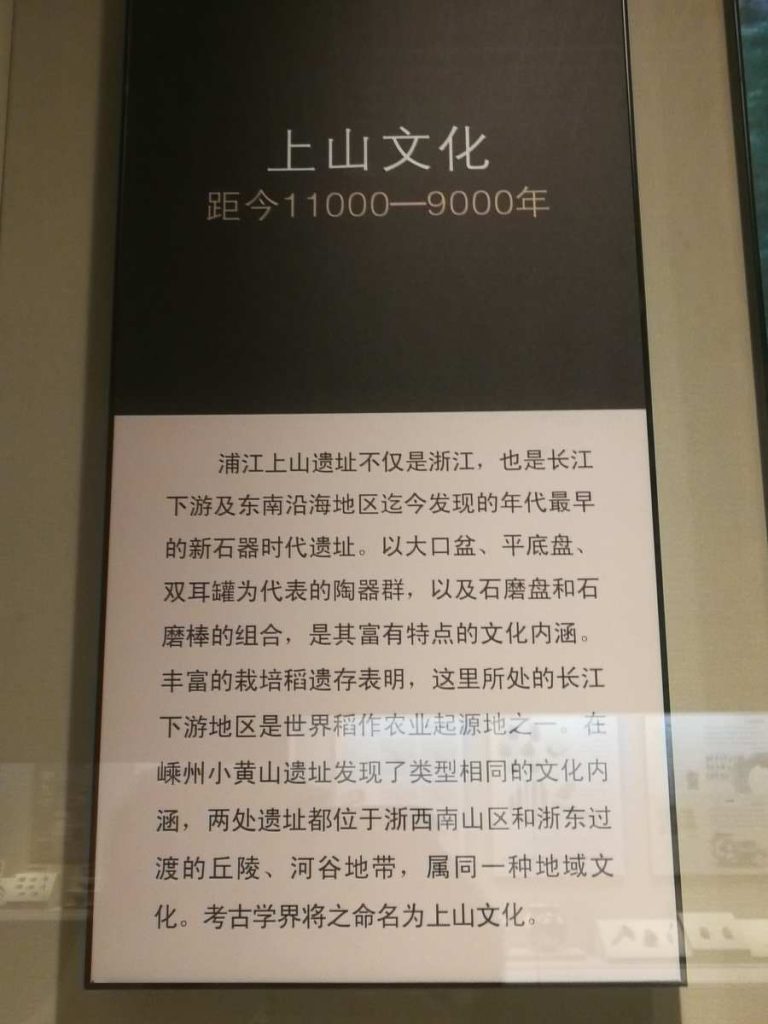 上山文化
距今11000—9000年
浦江上山遗址不仅是浙江，也是长江
下游及东南沿海地区迄今发现的年代最早
的新石器时代遗址。以大口盆、平底盘、
双耳罐为代表的陶器群，以及石磨盘和石
磨棒的组合，是其富有特点的文化内涵。
丰富的栽培稻遗存表明，这里所处的长江
下游地区是世界稻作农业起源地之一。在
嵊州小黄山遗址发现了类型相同的文化内
涵，两处遗址都位于浙西南山区和浙东过
渡的丘陵、河谷地带，属同一种地域文
化。考古学界将之命名为上山文化。